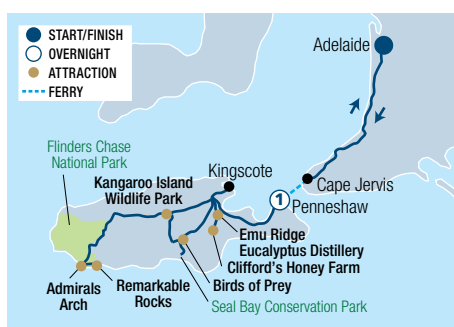 START/FINISH
OVERNIGHT
ATTRACTION
FERRY
Adelaide
Flinders Chase
National Park
Kingscote
Kangaroo Island
Wildlife Park
Cape Jervis
1
Penneshaw
Emu Ridge
Eucalyptus Distillery
Clifford's Honey Farm
Admirals
Arch
Remarkable
Rocks
Birds of Prey
Seal Bay Conservation Park